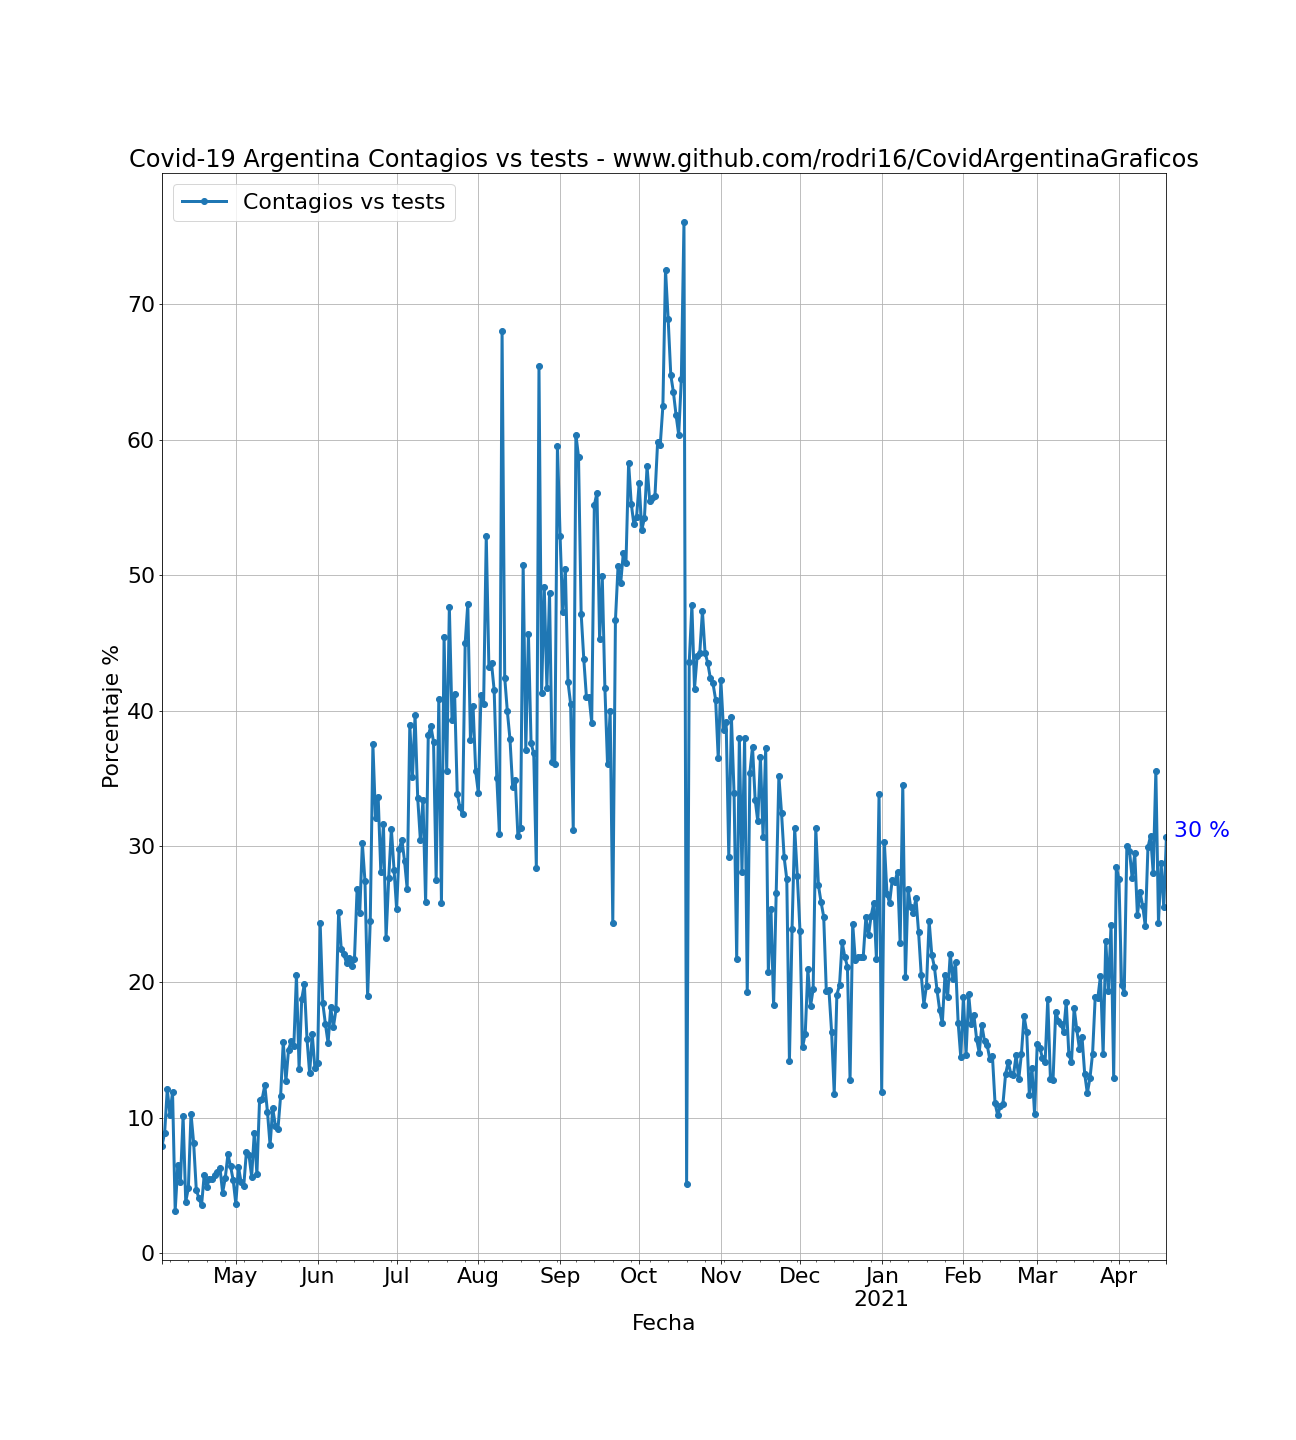 Covid-19 Argentina Contagios vs tests - www.github.com/rodri16/CovidArgentinaGraficos
Contagios vs tests
70
60
50
40
30
20
10
0
Porcentaje %
30 %
May Jun Jul Aug Sep Oct Nov Dec Jan Feb Mar Apr
2021
Fecha